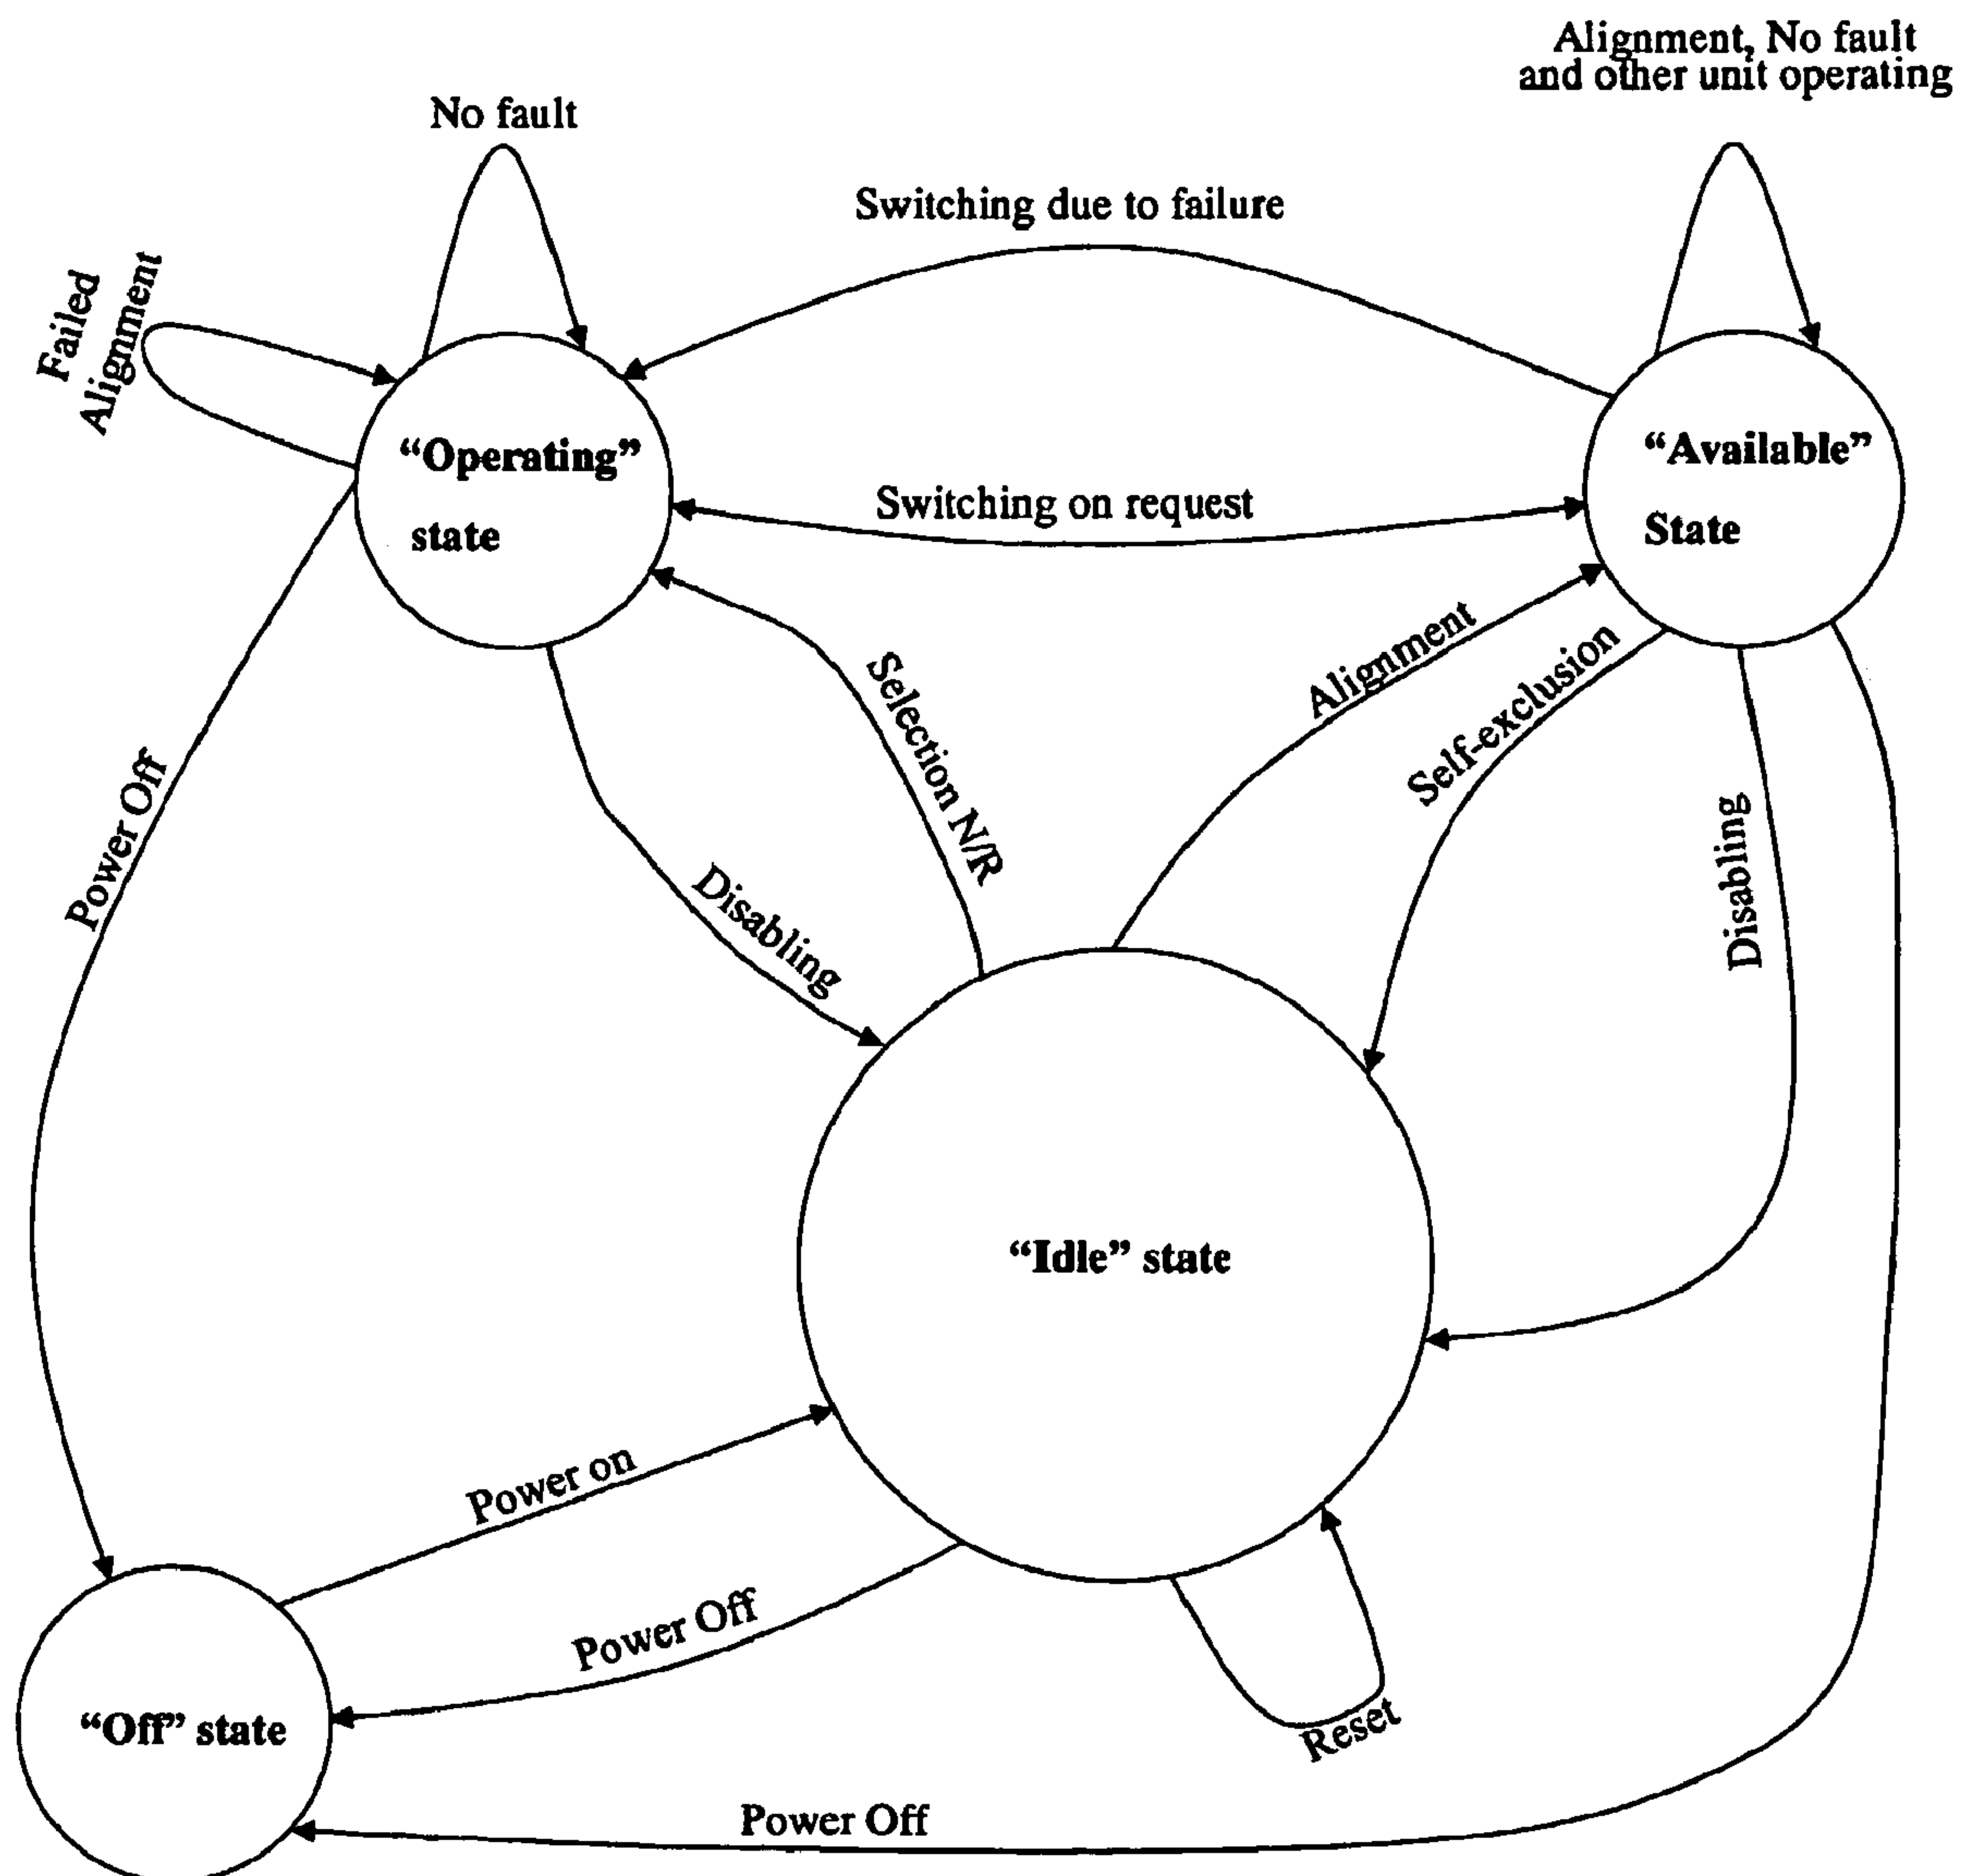 Alignment, No fault
and other unit operating
No fault
Switching due to failure
Failed
Alignment
“Operating”
state
“Available”
State
Switching on request
Alignment
Self-exclusion
Selection N/R
Disabling
Disabling
Power Off
“Idle” state
Power on
Power Off
Reset
“Off” state
Power Off